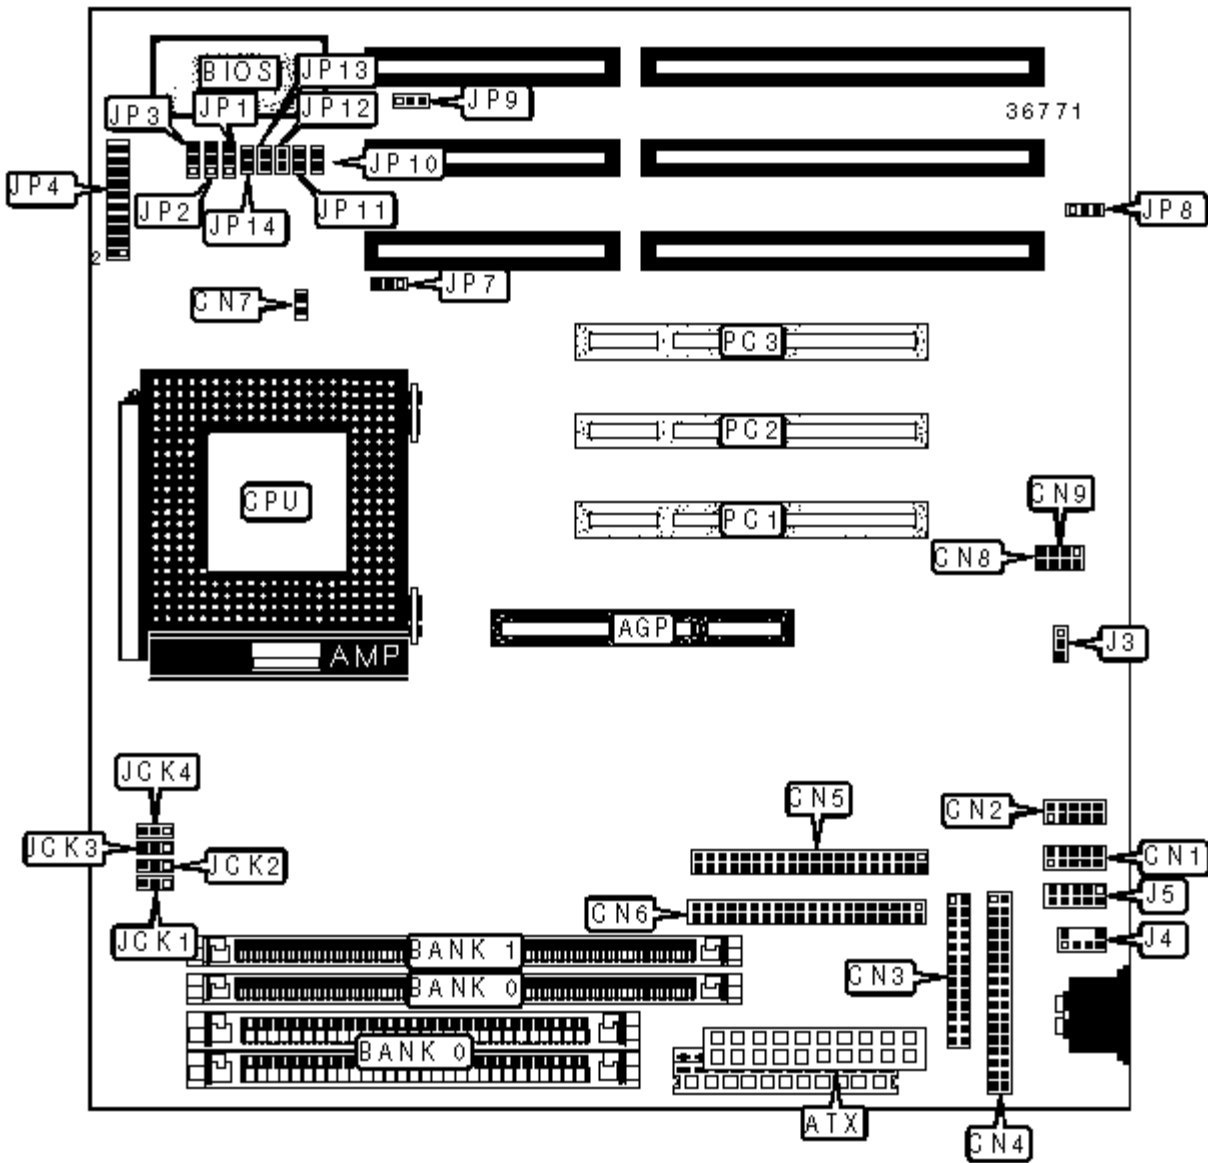 BIOS
JP13
JP3
JP1
JP12
JP9
36771
JP10
JP4
JP2
JP14
JP11
JP8
2
CN7
JP7
PC3
PC2
CPU
CN9
PC1
CN8
AGP
J3
AMP
JCK4
CN5
CN2
JCK3
JCK2
CN1
J5
CN6
JCK1
J4
BANK 1
CN3
BANK 0
BANK 0
ATX
CN4